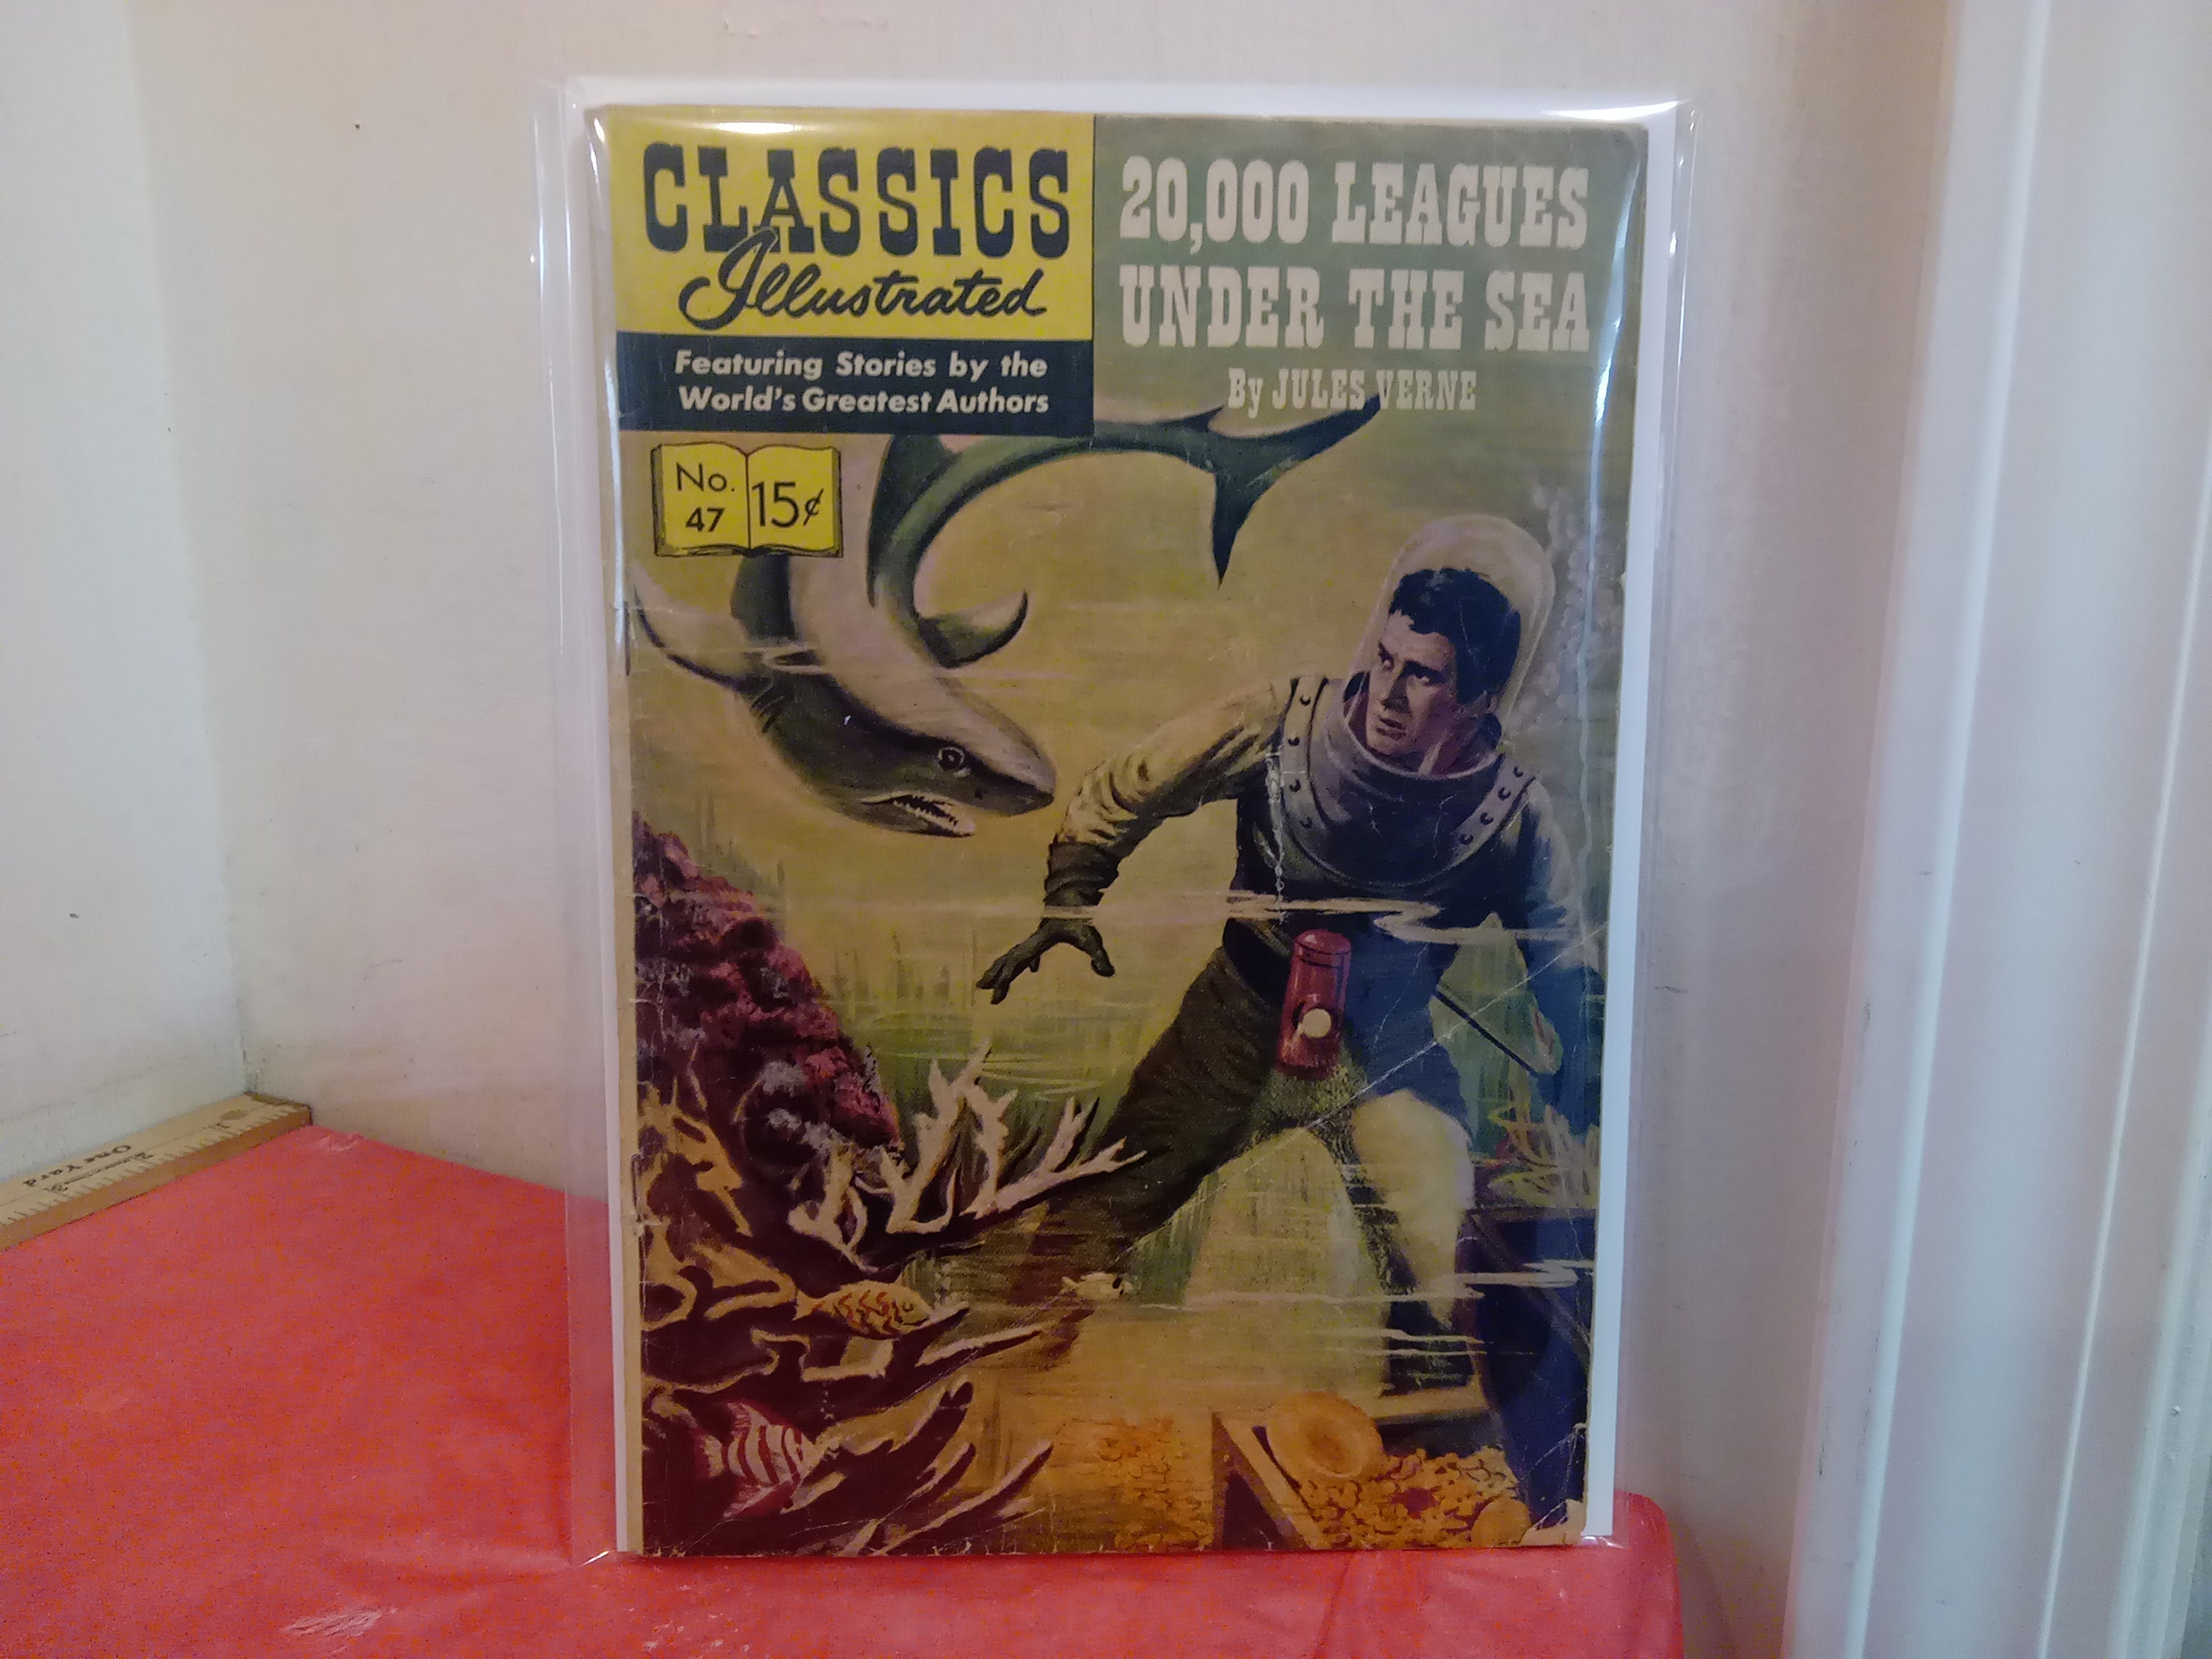 CLASSICS
Illustrated
Featuring Stories by the
World's Greatest Authors
No.
47
15¢
20,000 LEAGUES
UNDER THE SEA
By JULES VERNE
One Yard